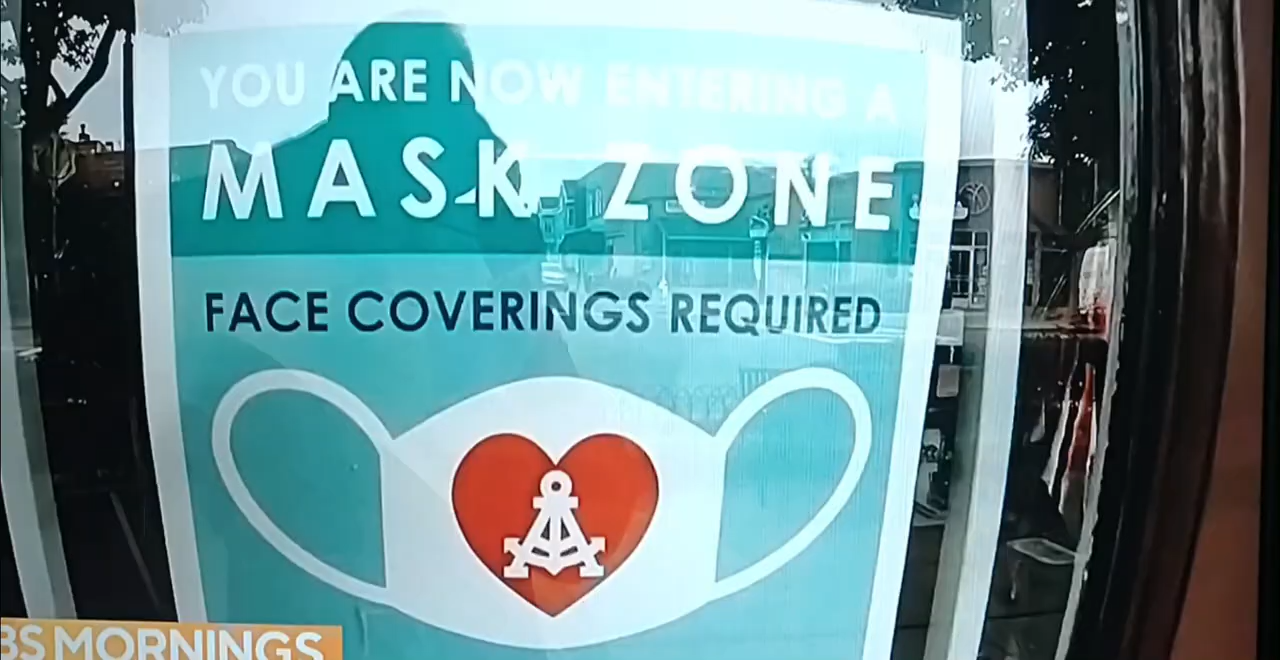 YOU ARE NOW ENTERING A
MASK ZONE
FACE COVERINGS REQUIRED
BS MORNINGS